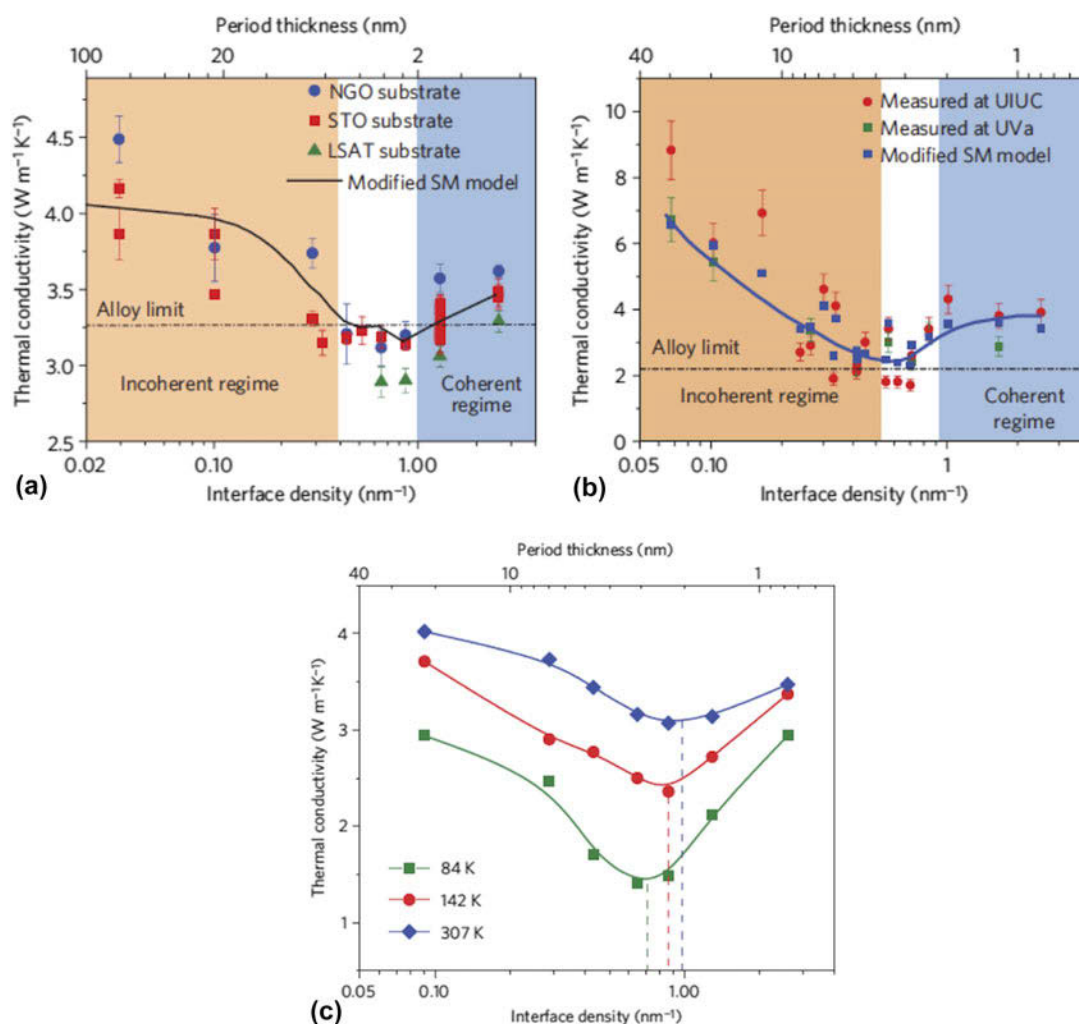 Period thickness (nm)
100 20 2
NGO substrate
STO substrate
LSAT substrate
Modified SM model
Thermal conductivity (W m⁻¹ K⁻¹)
4.5
4.0
3.5
3.0
2.5
Alloy limit
Incoherent regime
Coherent
regime
0.02 0.10 1.00
Interface density (nm⁻¹)
(a)
Period thickness (nm)
40 10 1
Measured at UIUC
Measured at UVa
Modified SM model
Thermal conductivity (W m⁻¹ K⁻¹)
10
8
6
4
2
0
Alloy limit
Incoherent regime
Coherent
regime
0.05 0.10 1
Interface density (nm⁻¹)
(b)
Period thickness (nm)
40 10 1
Thermal conductivity (W m⁻¹K⁻¹)
4
3
2
1
84 K
142 K
307 K
0.05 0.10 1.00
Interface density (nm⁻¹)
(c)